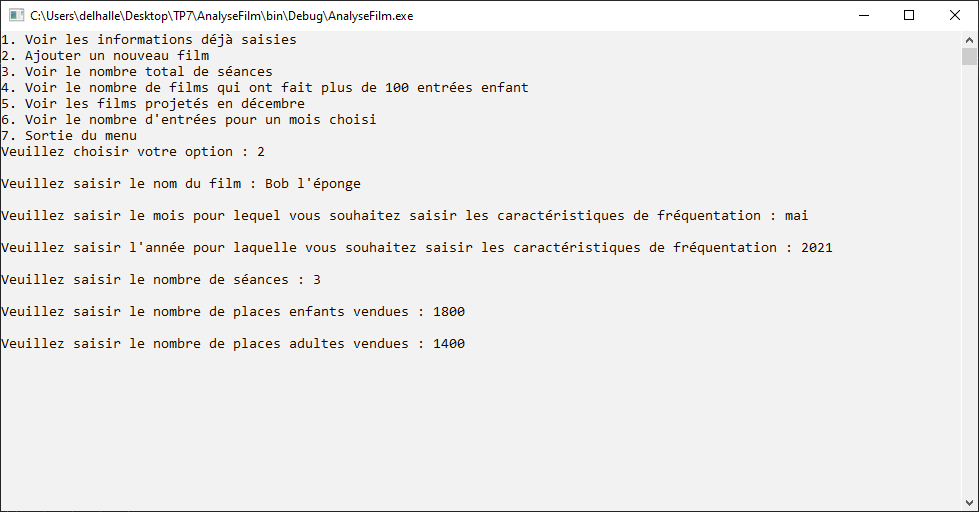 C:\Users\delhalle\Desktop\TP7\AnalyseFilm\bin\Debug\AnalyseFilm.exe
1. Voir les informations déjà saisies
2. Ajouter un nouveau film
3. Voir le nombre total de séances
4. Voir le nombre de films qui ont fait plus de 100 entrées enfant
5. Voir les films projetés en décembre
6. Voir le nombre d'entrées pour un mois choisi
7. Sortie du menu
Veuillez choisir votre option : 2
Veuillez saisir le nom du film : Bob l'éponge
Veuillez saisir le mois pour lequel vous souhaitez saisir les caractéristiques de fréquentation : mai
Veuillez saisir l'année pour laquelle vous souhaitez saisir les caractéristiques de fréquentation : 2021
Veuillez saisir le nombre de séances : 3
Veuillez saisir le nombre de places enfants vendues : 1800
Veuillez saisir le nombre de places adultes vendues : 1400